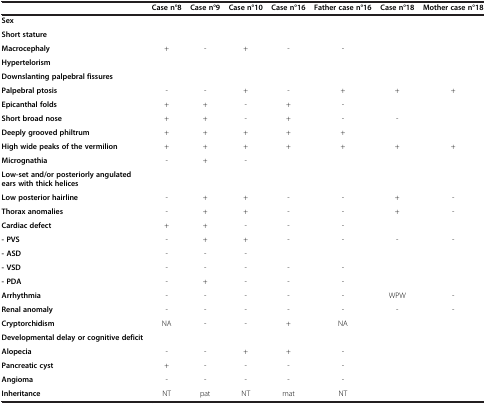 Case n°8 Case n°9 Case n°10 Case n°16 Father case n°16 Case n°18 Mother case n°18
Sex
Short stature
Macrocephaly + - + - -
Hypertelorism
Downslanting palpebral fissures
Palpebral ptosis - - + - + + +
Epicanthal folds + + - + -
Short broad nose + + - + - -
Deeply grooved philtrum + + + + +
High wide peaks of the vermilion + + + + + + +
Micrognathia - + -
Low-set and/or posteriorly angulated
ears with thick helices
Low posterior hairline - + + - - + -
Thorax anomalies - + + - - + -
Cardiac defect + + - - -
- PVS - + + - - - -
- ASD - - -
- VSD - - - - -
- PDA - + - - -
Arrhythmia - - - - - WPW -
Renal anomaly - - - - - - -
Cryptorchidism NA - - + NA
Developmental delay or cognitive deficit
Alopecia - - + + -
Pancreatic cyst + - - - -
Angioma - - - - -
Inheritance NT pat NT mat NT